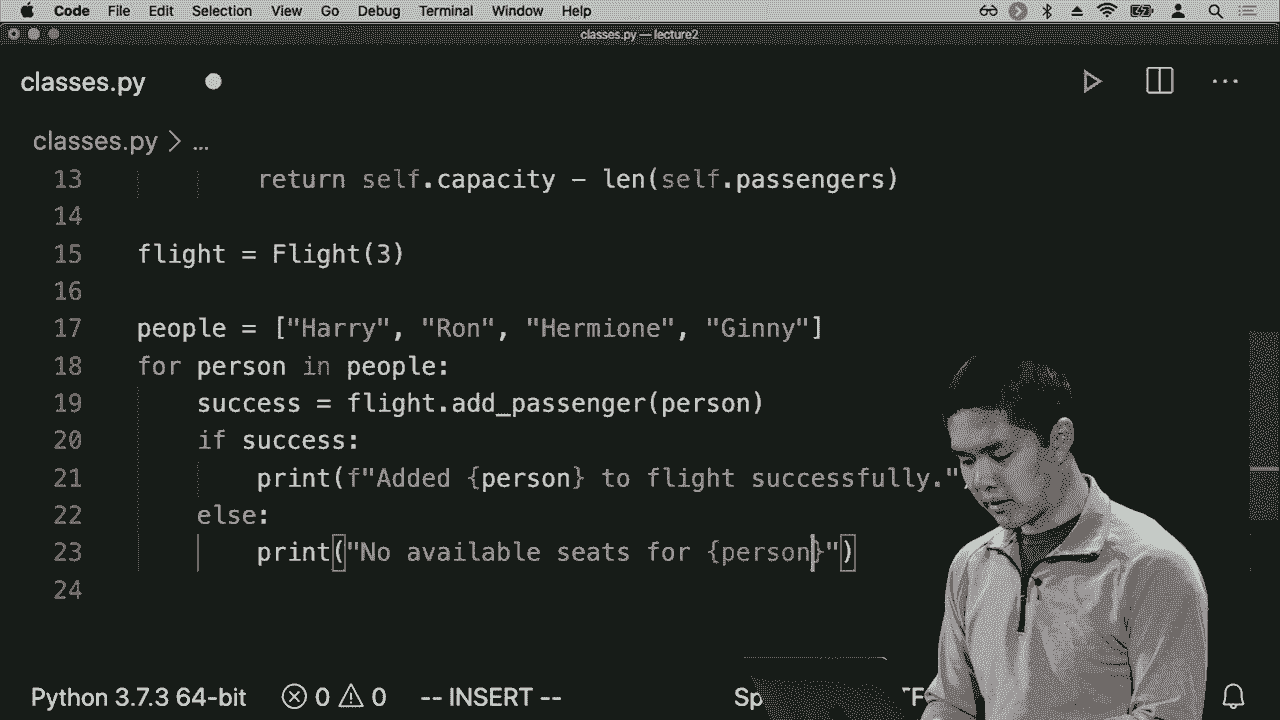 Code File Edit Selection View Go Debug Terminal Window Help
classes.py — lecture2
classes.py
classes.py > ...
13 return self.capacity - len(self.passengers)
14
15 flight = Flight(3)
16
17 people = ["Harry", "Ron", "Hermione", "Ginny"]
18 for person in people:
19 success = flight.add_passenger(person)
20 if success:
21 print(f"Added {person} to flight successfully."
22 else:
23 print("No available seats for {person}")
24
Python 3.7.3 64-bit 0 0 -- INSERT --